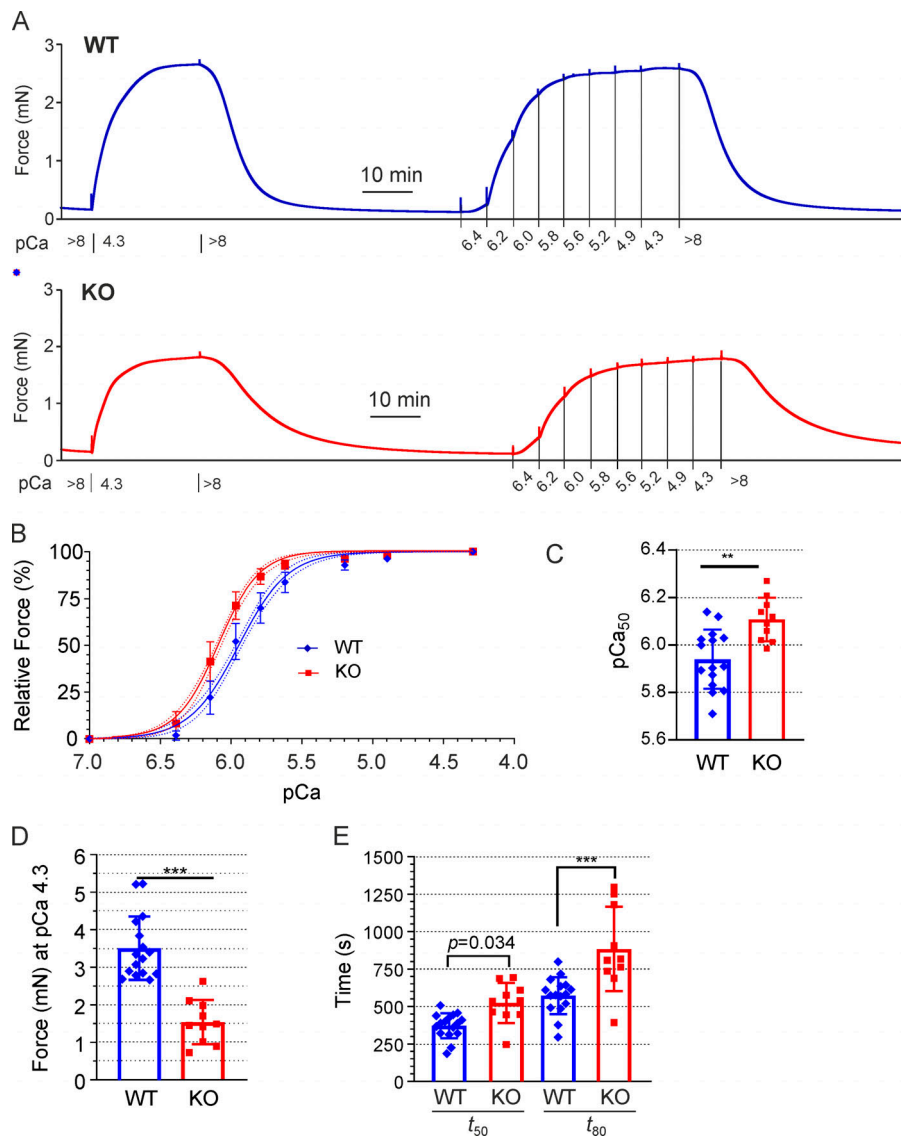 A
WT
Force (mN)
3
2
1
0
10 min
pCa >8 4.3 >8 6.4 6.2 6.0 5.8 5.6 5.2 4.9 4.3 >8
KO
Force (mN)
3
2
1
0
10 min
pCa >8 4.3 >8 6.4 6.2 6.0 5.8 5.6 5.2 4.9 4.3 >8
B
Relative Force (%)
100
75
50
25
0
WT
KO
7.0 6.5 6.0 5.5 5.0 4.5 4.0
pCa
C
pCa50
6.4
6.2
6.0
5.8
5.6
**
WT KO
D
Force (mN) at pCa 4.3
6
5
4
3
2
1
0
***
WT KO
E
Time (s)
1500
1250
1000
750
500
250
0
p=0.034
***
WT KO WT KO
t50 t80